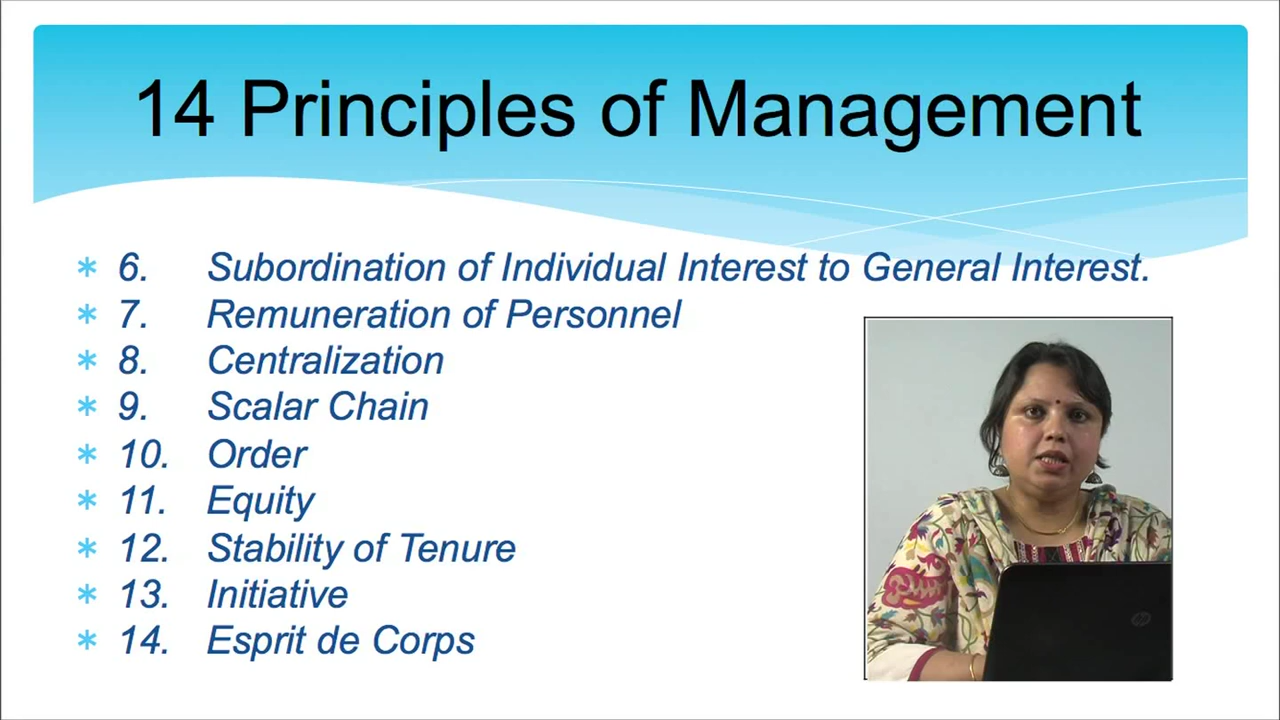 14 Principles of Management
* 6. Subordination of Individual Interest to General Interest.
* 7. Remuneration of Personnel
* 8. Centralization
* 9. Scalar Chain
* 10. Order
* 11. Equity
* 12. Stability of Tenure
* 13. Initiative
* 14. Esprit de Corps
hp